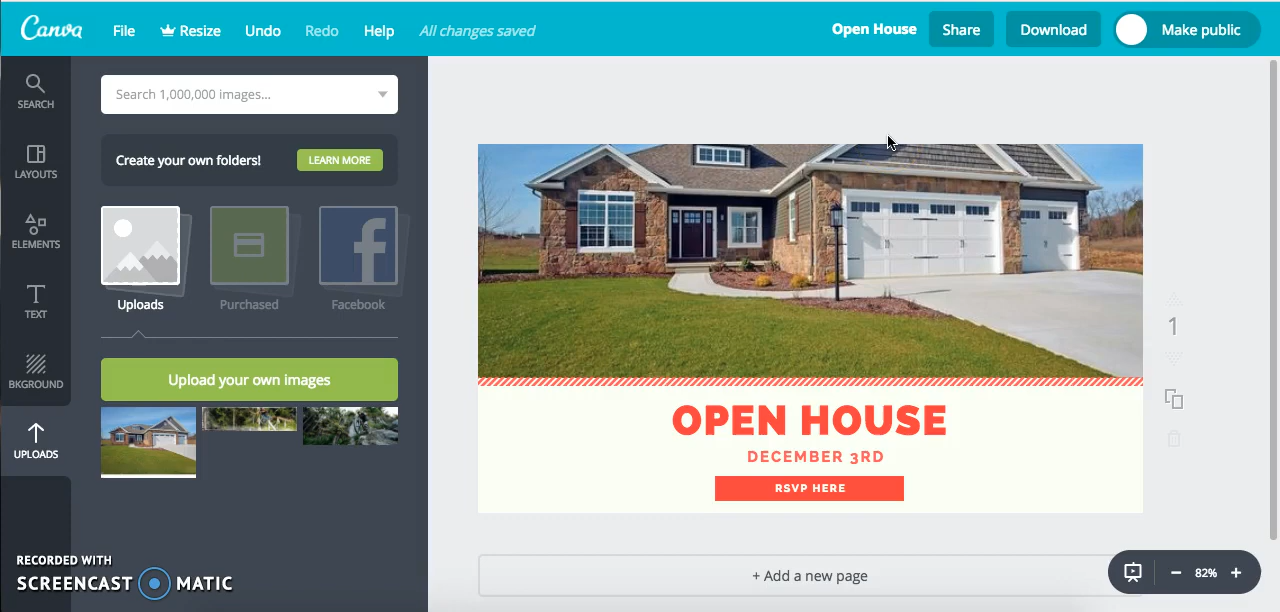 Canva
File
Resize
Undo
Redo
Help
All changes saved
Open House
Share
Download
Make public
SEARCH
LAYOUTS
ELEMENTS
TEXT
BKGROUND
UPLOADS
Search 1,000,000 images...
Create your own folders!
LEARN MORE
Uploads
Purchased
Facebook
Upload your own images
OPEN HOUSE
DECEMBER 3RD
RSVP HERE
1
+ Add a new page
82%
RECORDED WITH
SCREENCAST MATIC